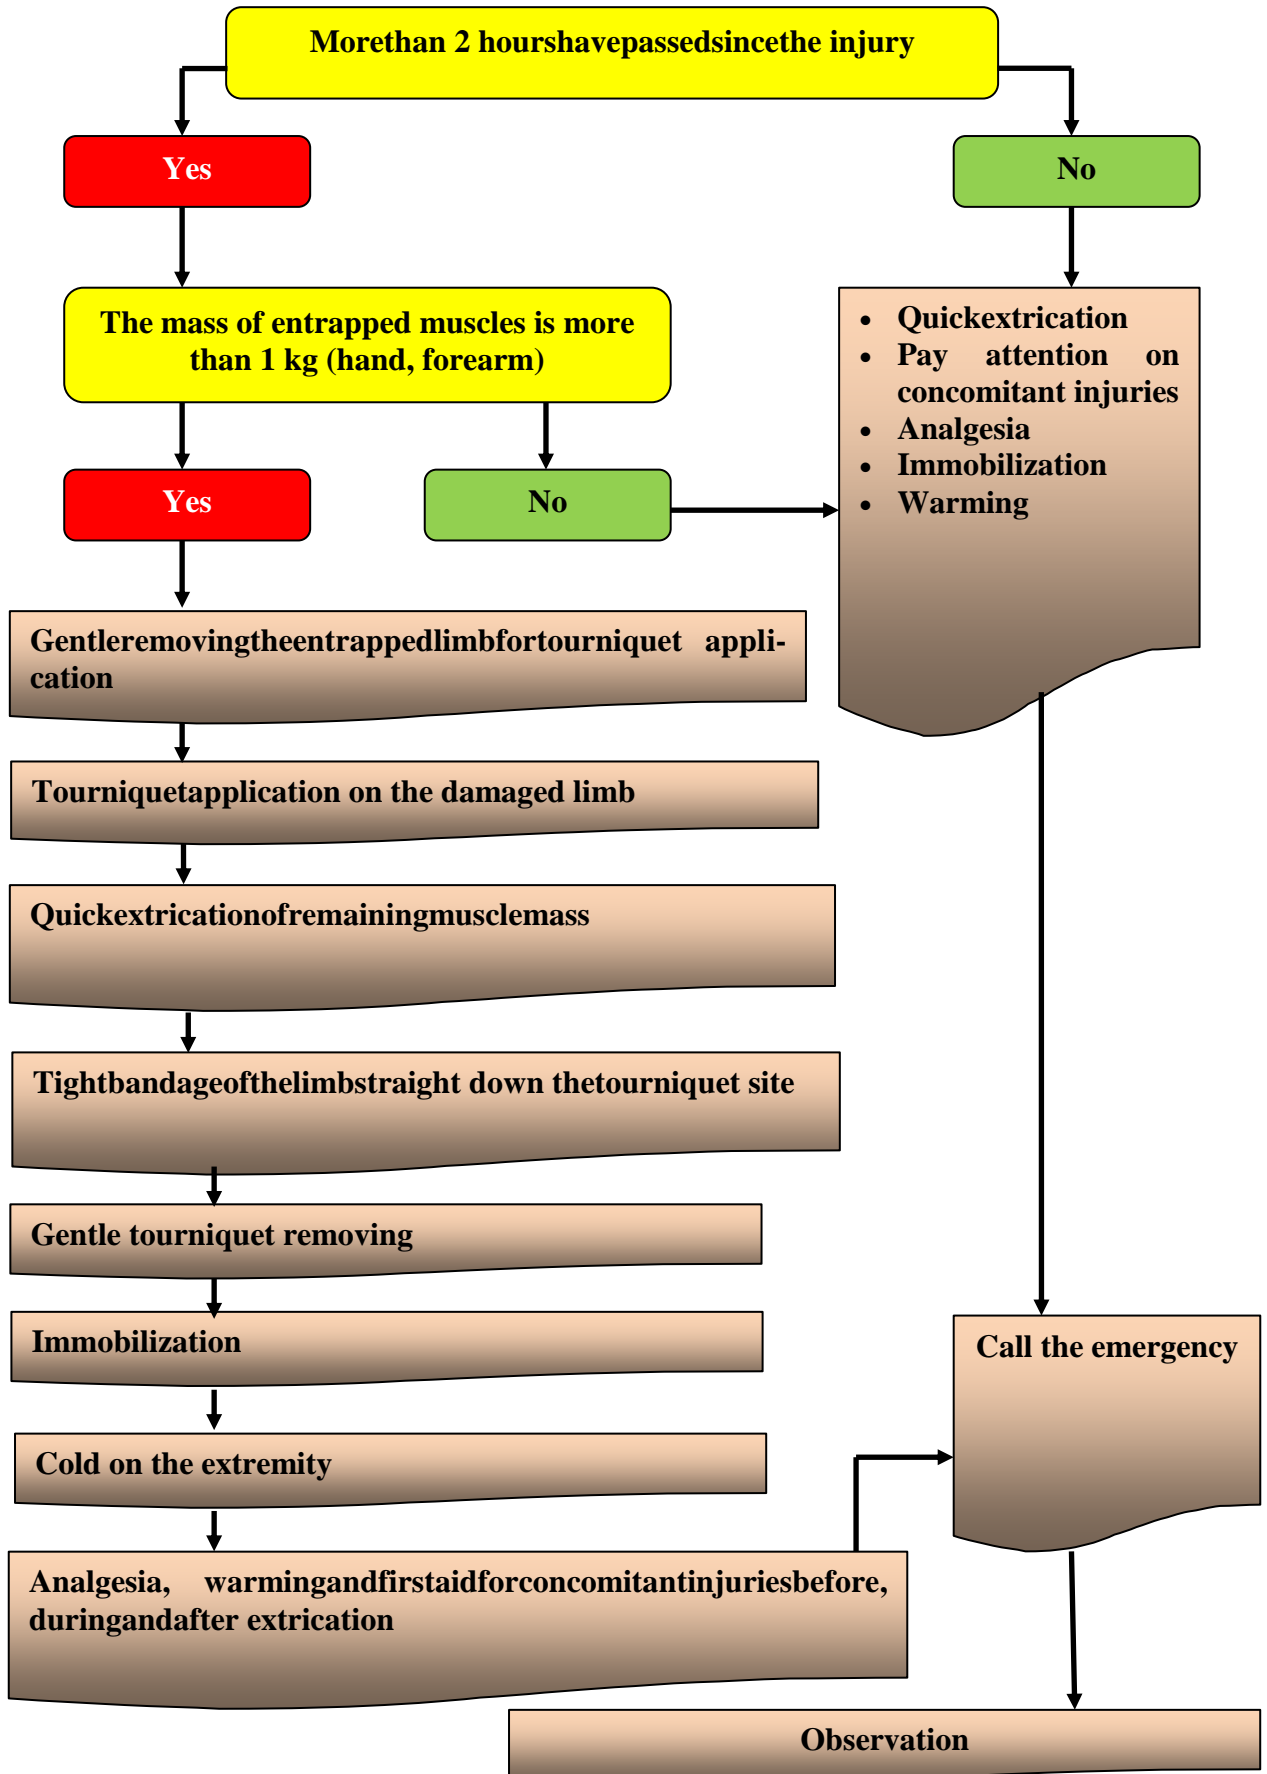 Morethan 2 hourshavepassedsincethe injury
Yes
No
The mass of entrapped muscles is more
than 1 kg (hand, forearm)
• Quickextrication
• Pay attention on
concomitant injuries
• Analgesia
• Immobilization
• Warming
Yes
No
Gentleremovingtheentrappedlimbfortourniquet appli-
cation
Tourniquetapplication on the damaged limb
Quickextricationofremainingmusclemass
Tightbandageofthelimbstraight down thetourniquet site
Gentle tourniquet removing
Immobilization
Call the emergency
Cold on the extremity
Analgesia, warmingandfirstaidforconcomitantinjuriesbefore,
duringandafter extrication
Observation